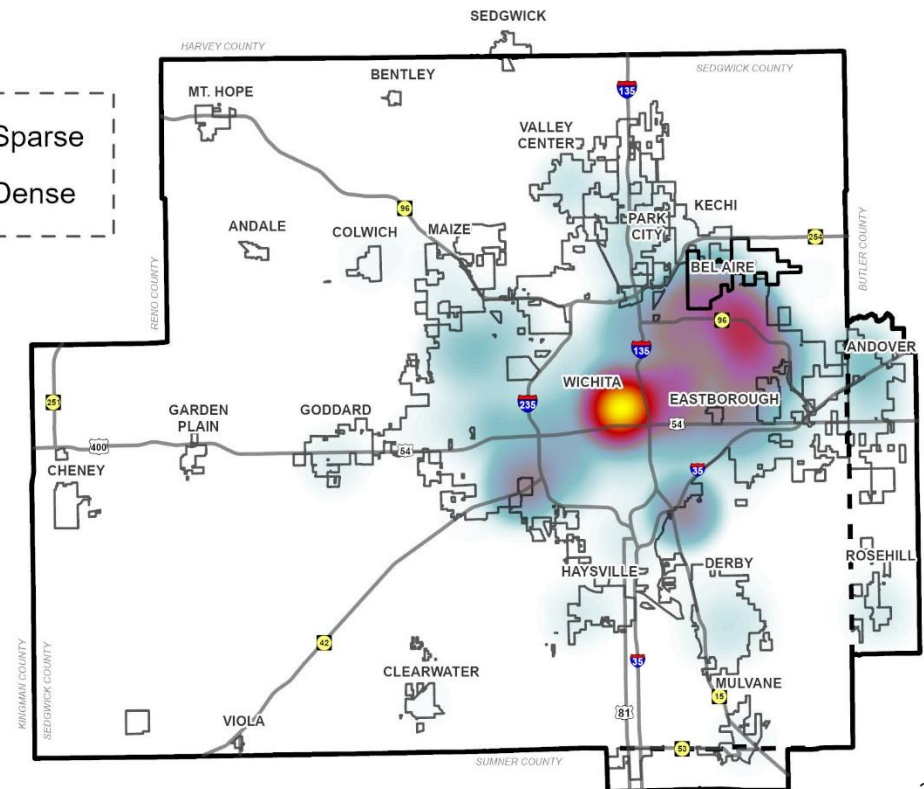 SEDGWICK
HARVEY COUNTY
SEDGWICK COUNTY
BENTLEY
MT. HOPE
135
Sparse
Dense
VALLEY
CENTER
96
KECHI
PARK
CITY
ANDALE
COLWICH
MAIZE
254
BEL AIRE
BUTLER COUNTY
RENO COUNTY
96
135
ANDOVER
WICHITA
251
235
EASTBOROUGH
GARDEN
PLAIN
GODDARD
54
400
54
CHENEY
35
HAYSVILLE
DERBY
ROSEHILL
42
KINGMAN COUNTY
SEDGWICK COUNTY
35
CLEARWATER
MULVANE
15
81
VIOLA
53
SUMNER COUNTY